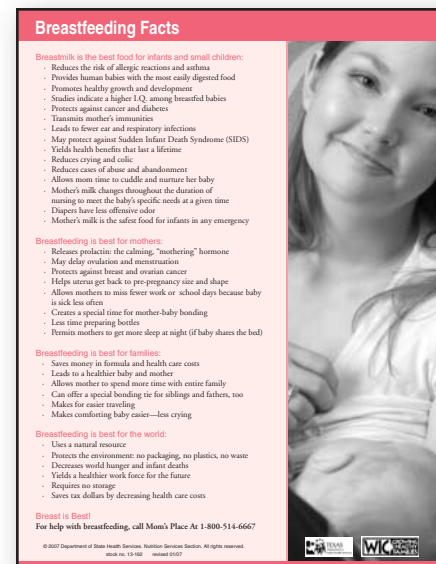 Breastfeeding Facts
Breastmilk is the best food for infants and small children:
· Reduces the risk of allergic reactions and asthma
· Provides human babies with the most easily digested food
· Promotes healthy growth and development
· Studies indicate a higher I.Q. among breastfed babies
· Protects against cancer and diabetes
· Transmits mother's immunities
· Leads to fewer ear and respiratory infections
· May protect against Sudden Infant Death Syndrome (SIDS)
· Yields health benefits that last a lifetime
· Reduces crying and colic
· Reduces cases of abuse and abandonment
· Allows mom time to cuddle and nurture her baby
· Mother's milk changes throughout the duration of
nursing to meet the baby's specific needs at a given time
· Diapers have less offensive odor
· Mother's milk is the safest food for infants in any emergency
Breastfeeding is best for mothers:
· Releases prolactin: the calming, "mothering" hormone
· May delay ovulation and menstruation
· Protects against breast and ovarian cancer
· Helps uterus get back to pre-pregnancy size and shape
· Allows mothers to miss fewer work or school days because baby
is sick less often
· Creates a special time for mother-baby bonding
· Less time preparing bottles
· Permits mothers to get more sleep at night (if baby shares the bed)
Breastfeeding is best for families:
· Saves money in formula and health care costs
· Leads to a healthier baby and mother
· Allows mother to spend more time with entire family
· Can offer a special bonding tie for siblings and fathers, too
· Makes for easier traveling
· Makes comforting baby easier—less crying
Breastfeeding is best for the world:
· Uses a natural resource
· Protects the environment: no packaging, no plastics, no waste
· Decreases world hunger and infant deaths
· Yields a healthier work force for the future
· Requires no storage
· Saves tax dollars by decreasing health care costs
Breast is Best!
For help with breastfeeding, call Mom's Place At 1-800-514-6667
© 2007 Department of State Health Services. Nutrition Services Section. All rights reserved.
stock no. 13-162 revised 01/07
TEXAS
WIC
GROWING
HEALTHY
FAMILIES